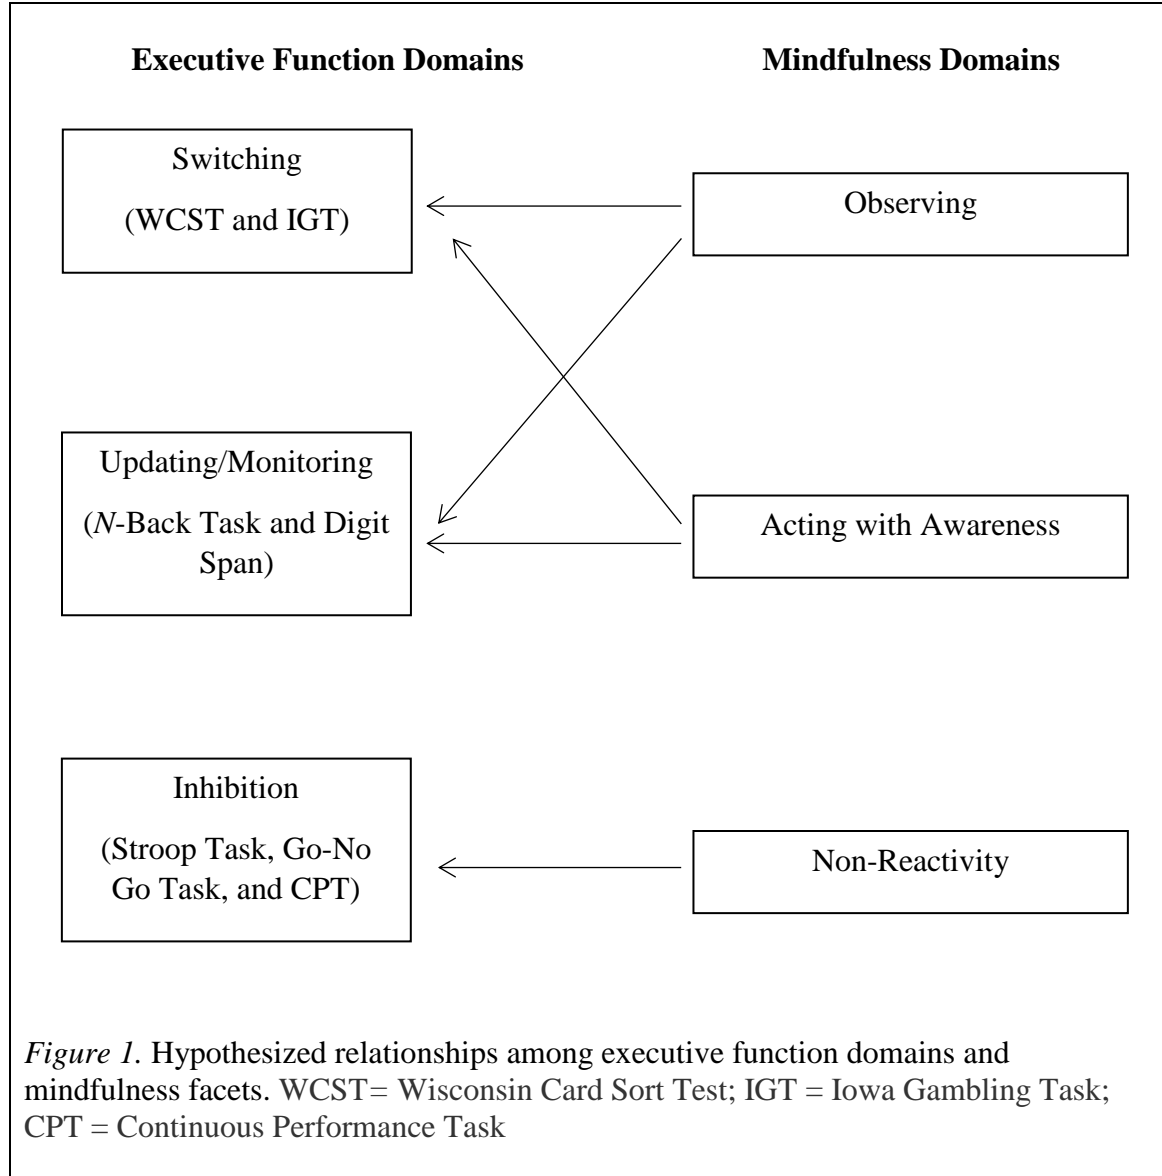 Executive Function Domains
Mindfulness Domains
Switching
(WCST and IGT)
Observing
Updating/Monitoring
(N-Back Task and Digit
Span)
Acting with Awareness
Inhibition
(Stroop Task, Go-No
Go Task, and CPT)
Non-Reactivity
Figure 1. Hypothesized relationships among executive function domains and
mindfulness facets. WCST= Wisconsin Card Sort Test; IGT = Iowa Gambling Task;
CPT = Continuous Performance Task